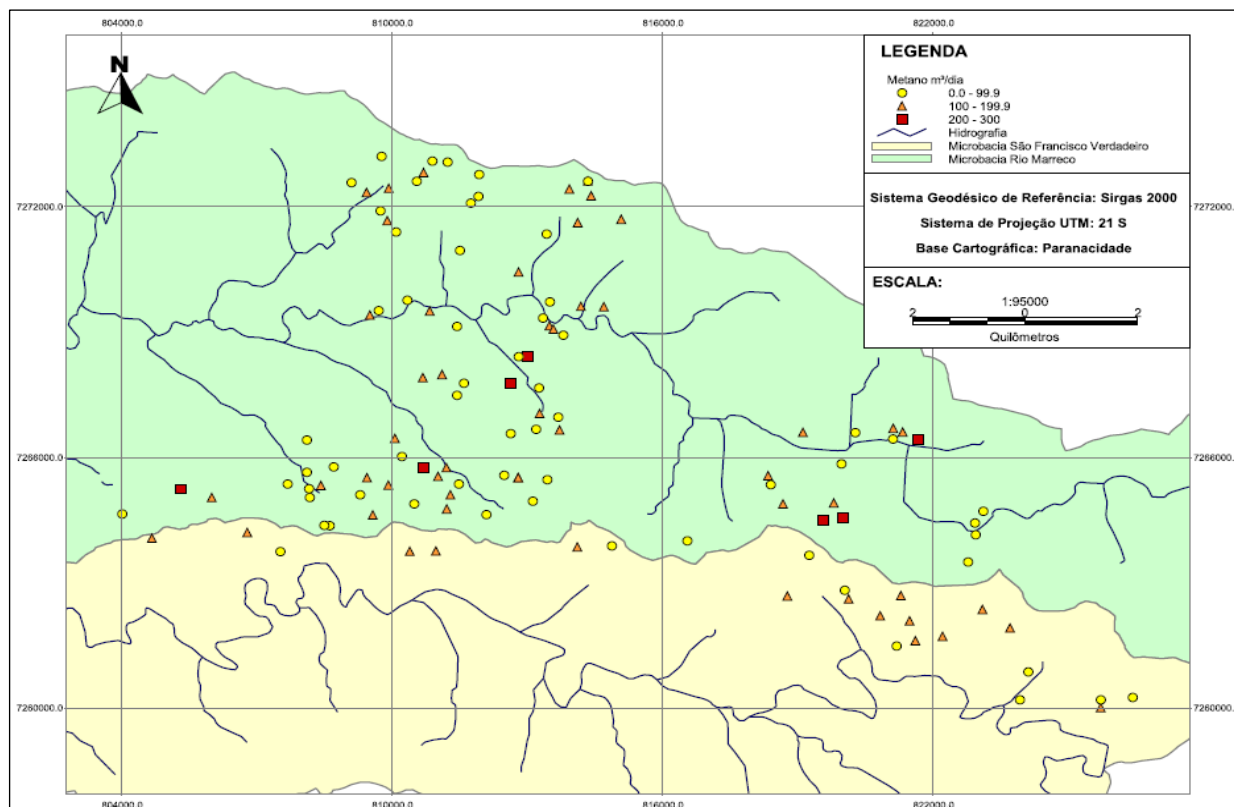 804000.0 810000.0 816000.0 822000.0
N
LEGENDA
Metano m³/dia
0.0 - 99.9
100 - 199.9
200 - 300
Hidrografia
Microbacia São Francisco Verdadeiro
Microbacia Rio Marreco
7272000.0 7272000.0
Sistema Geodésico de Referência: Sirgas 2000
Sistema de Projeção UTM: 21 S
Base Cartográfica: Paranacidade
ESCALA:
1:95000
2 0 2
Quilômetros
7266000.0 7266000.0
7260000.0 7260000.0
804000.0 810000.0 816000.0 822000.0